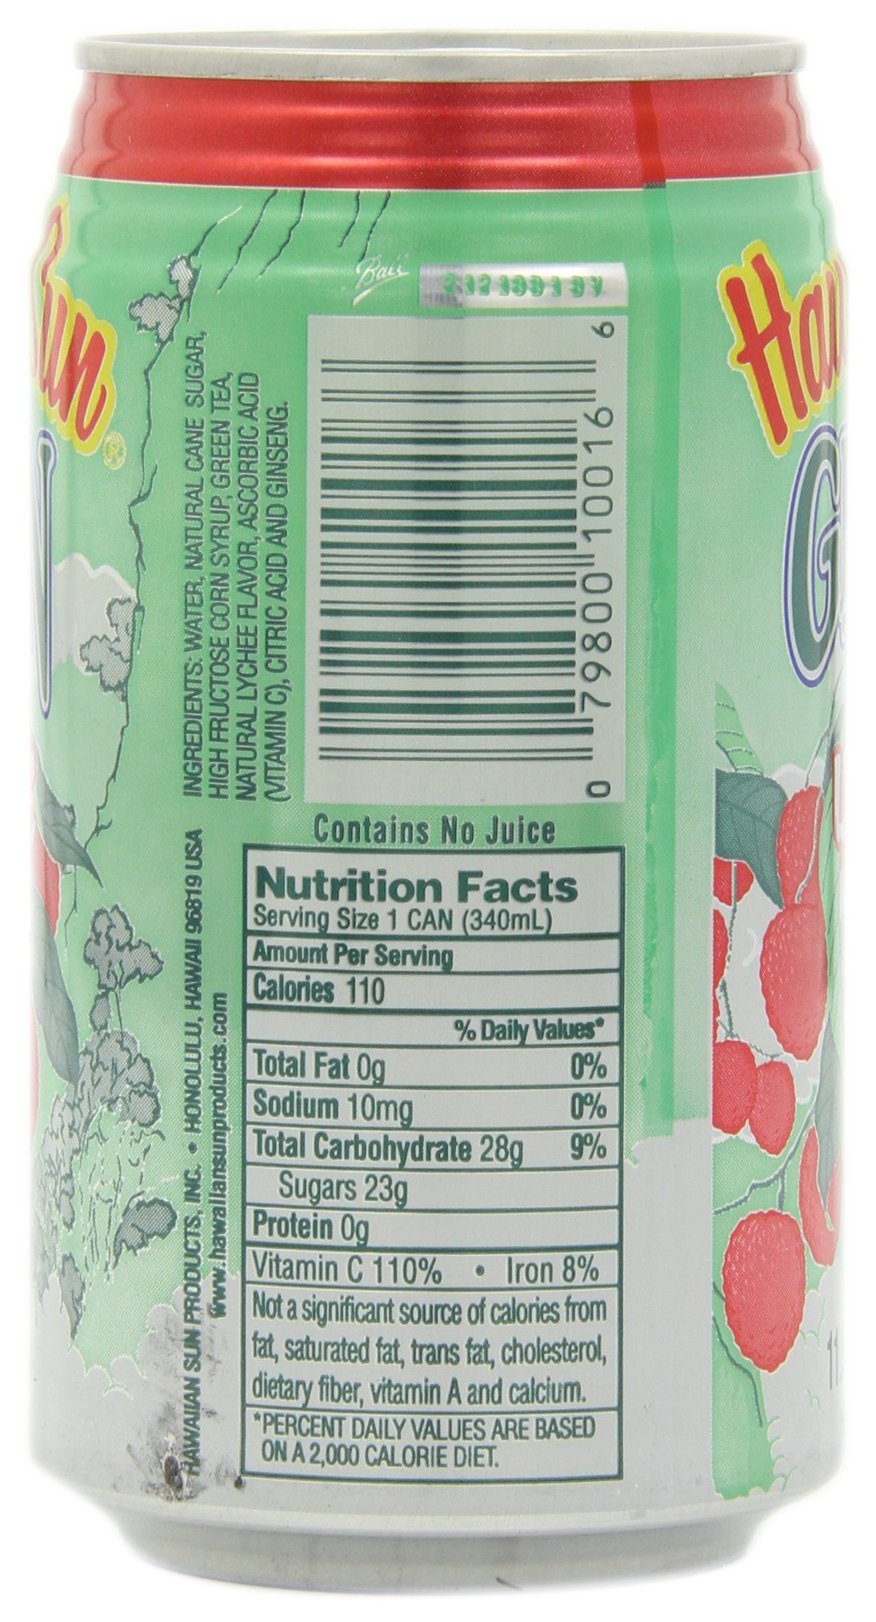 Sun®
N
Ball
INGREDIENTS: WATER, NATURAL CANE SUGAR,
HIGH FRUCTOSE CORN SYRUP, GREEN TEA,
NATURAL LYCHEE FLAVOR, ASCORBIC ACID
(VITAMIN C), CITRIC ACID AND GINSENG.
0 79800 10016 6
HAWAIIAN SUN PRODUCTS, INC. • HONOLULU, HAWAII 96819 USA
www.hawaiiansunproducts.com
Contains No Juice
Nutrition Facts
Serving Size 1 CAN (340mL)
Amount Per Serving
Calories 110
% Daily Values*
Total Fat 0g 0%
Sodium 10mg 0%
Total Carbohydrate 28g 9%
Sugars 23g
Protein 0g
Vitamin C 110% • Iron 8%
Not a significant source of calories from
fat, saturated fat, trans fat, cholesterol,
dietary fiber, vitamin A and calcium.
*PERCENT DAILY VALUES ARE BASED
ON A 2,000 CALORIE DIET.
Haw
G
11